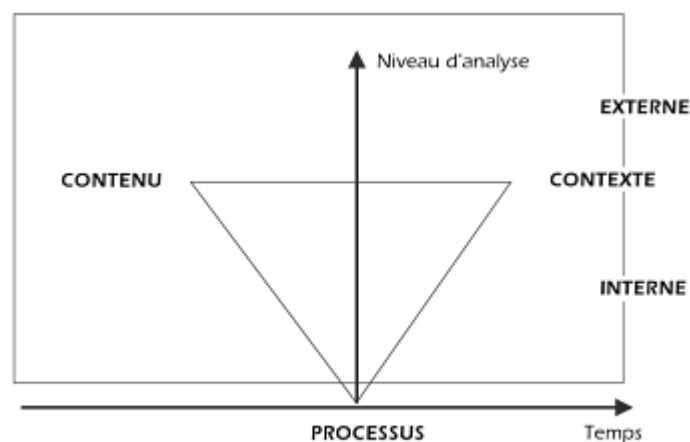 Niveau d'analyse
EXTERNE
CONTENU
CONTEXTE
INTERNE
PROCESSUS
Temps